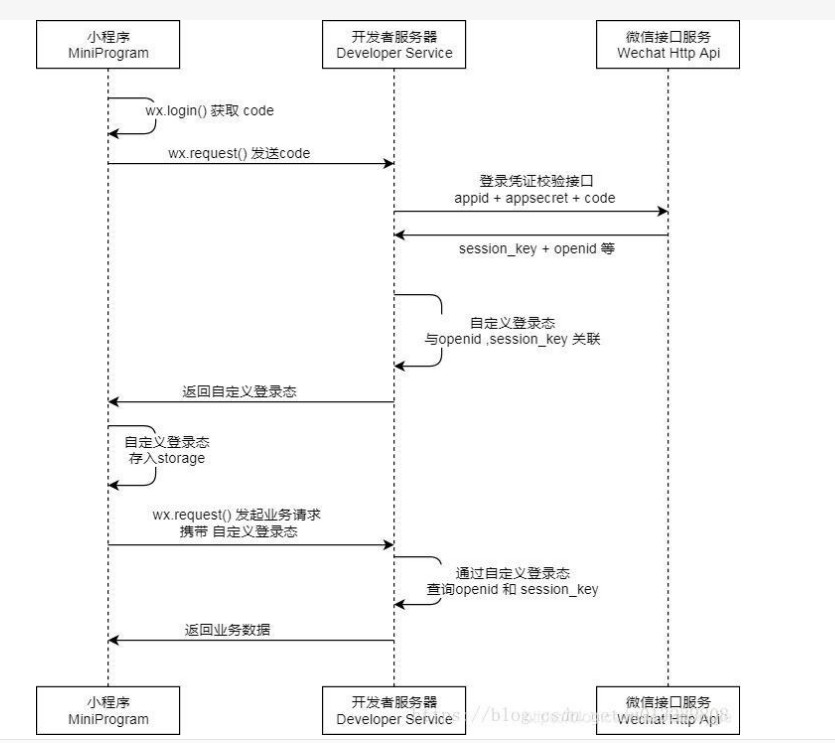 小程序
MiniProgram
开发者服务器
Developer Service
微信接口服务
Wechat Http Api
wx.login() 获取 code
wx.request() 发送code
登录凭证校验接口
appid + appsecret + code
session_key + openid 等
自定义登录态
与openid ,session_key 关联
返回自定义登录态
自定义登录态
存入storage
wx.request() 发起业务请求
携带 自定义登录态
通过自定义登录态
查询openid 和 session_key
返回业务数据
小程序
MiniProgram
开发者服务器
Developer Service
微信接口服务
Wechat Http Api